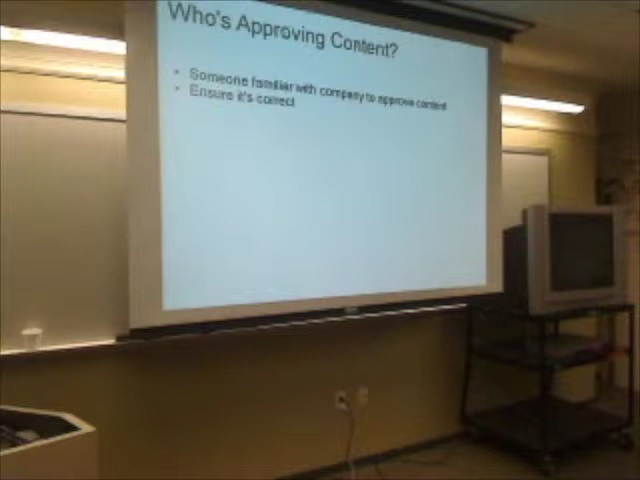 Who's Approving Content?
• Someone familiar with company to approve content
• Ensure it's correct